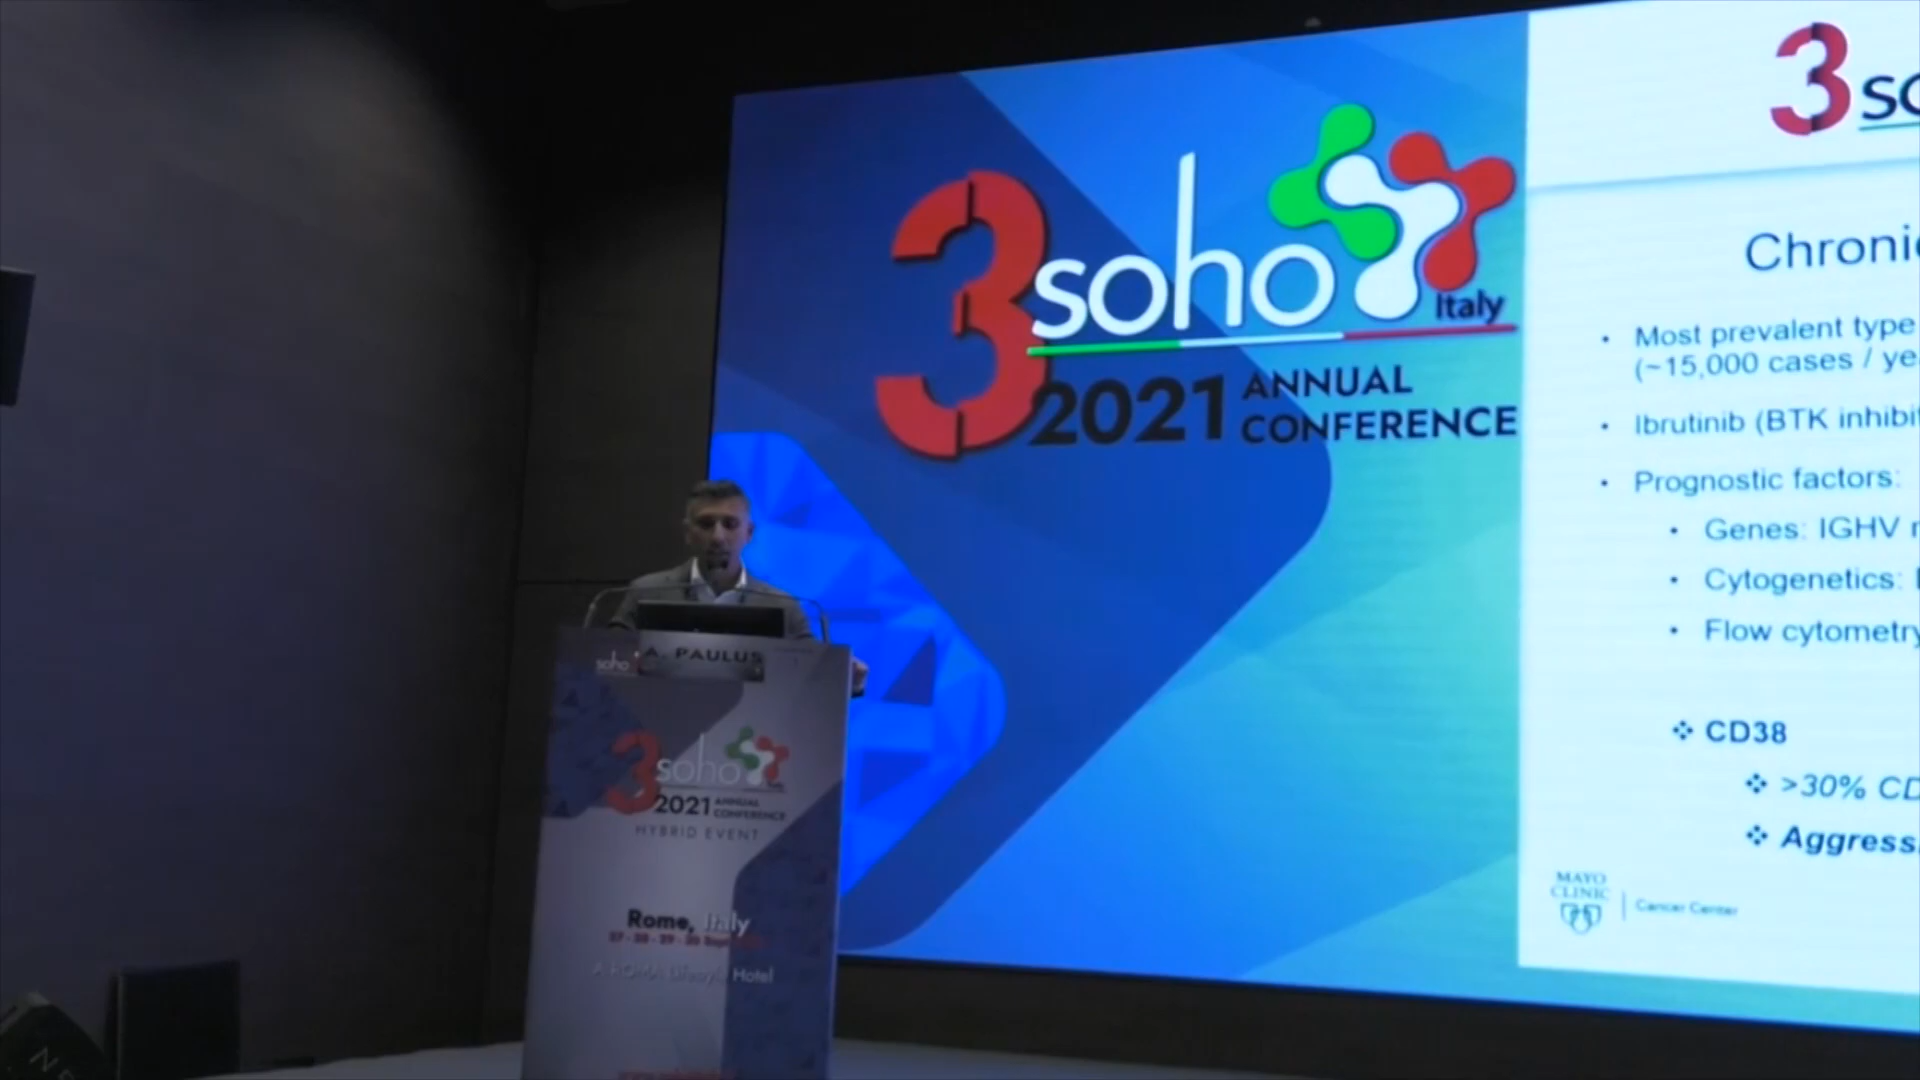 3 soho Italy
2021 ANNUAL
CONFERENCE
3 so
Chronic
Most prevalent type
(~15,000 cases / ye
Ibrutinib (BTK inhibit
Prognostic factors:
Genes: IGHV
Cytogenetics:
Flow cytometry
CD38
>30% CD
Aggress
MAYO
CLINIC
Cancer Center
soho
A. PAULUS
3 soho
2021 ANNUAL
CONFERENCE
HYBRID EVENT
Rome, Italy
Hotel